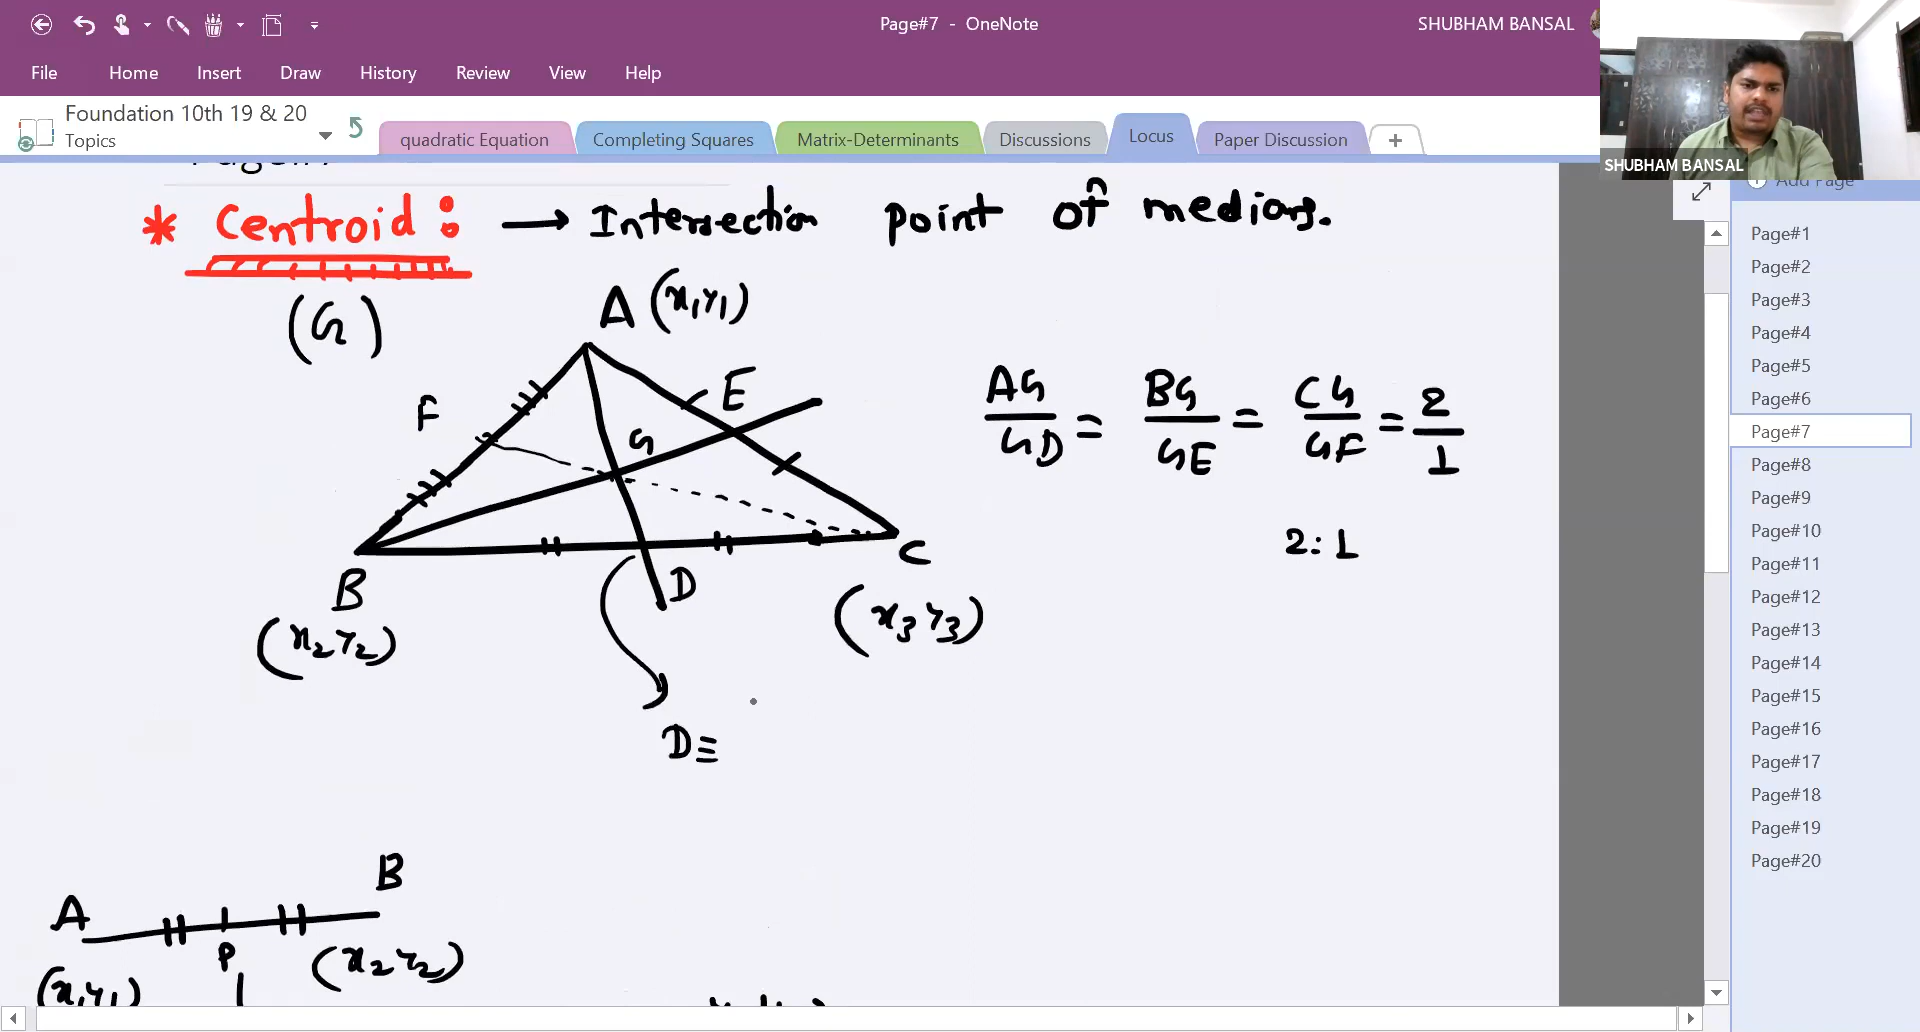 Page#7 - OneNote
SHUBHAM BANSAL
File Home Insert Draw History Review View Help
Foundation 10th 19 & 20
Topics
quadratic Equation Completing Squares Matrix-Determinants Discussions Locus Paper Discussion +
SHUBHAM BANSAL
Add Page
* Centroid : → Intersection point of medians.
(G)
A (x₁ y₁)
F
E
G
AG/GD = BG/GE = CG/GF = 2/1
2 : 1
B
D
C
(x₂ y₂)
(x₃ y₃)
D ≡
A
B
P
(x₁ y₁)
(x₂ y₂)
Page#1
Page#2
Page#3
Page#4
Page#5
Page#6
Page#7
Page#8
Page#9
Page#10
Page#11
Page#12
Page#13
Page#14
Page#15
Page#16
Page#17
Page#18
Page#19
Page#20